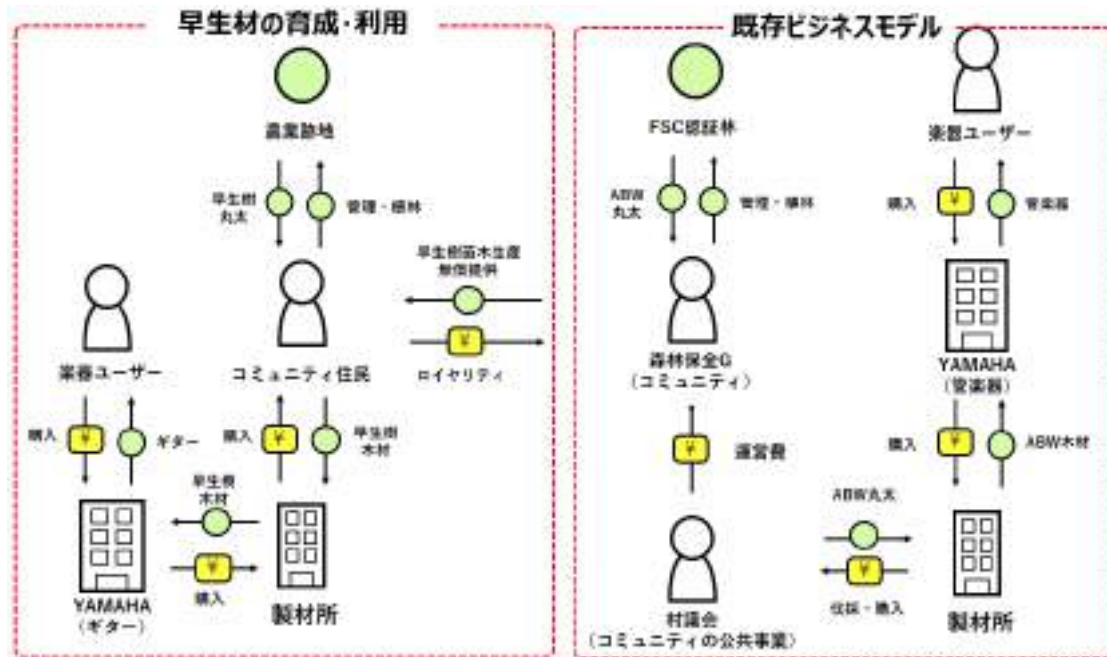 早生材の育成・利用
農業跡地
早生樹
丸太
管理・植林
早生樹苗木生産
無償提供
¥
ロイヤリティ
楽器ユーザー
コミュニティ住民
購入
¥
ギター
購入
¥
早生樹
木材
早生樹
木材
¥
購入
YAMAHA
(ギター)
製材所
既存ビジネスモデル
FSC認証林
楽器ユーザー
ABW
丸太
管理・植林
購入
¥
管楽器
森林保全G
(コミュニティ)
YAMAHA
(管楽器)
¥
運営費
購入
¥
ABW木材
ABW丸太
¥
伐採・購入
村議会
(コミュニティの公共事業)
製材所